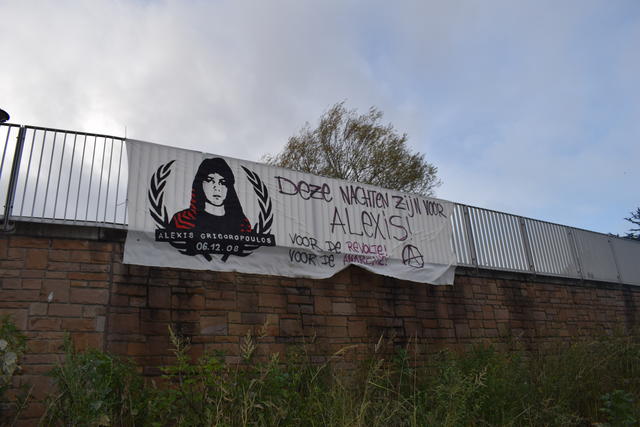 ALEXIS GRIGOROPOULOS
06.12.08
DEZE NACHTEN ZIJN VOOR
ALEXIS!
VOOR DE REVOLTE!
VOOR DE ANARCHIE!